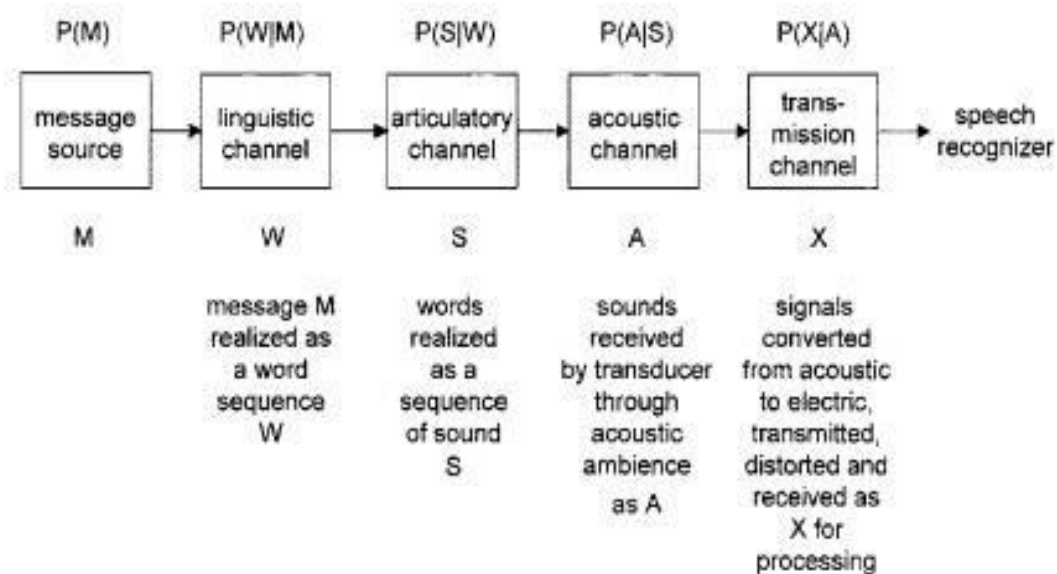 P(M) P(W|M) P(S|W) P(A|S) P(X|A)
message
source
linguistic
channel
articulatory
channel
acoustic
channel
trans-
mission
channel
speech
recognizer
M W S A X
message M
realized as
a word
sequence
W
words
realized
as a
sequence
of sound
S
sounds
received
by transducer
through
acoustic
ambience
as A
signals
converted
from acoustic
to electric,
transmitted,
distorted and
received as
X for
processing